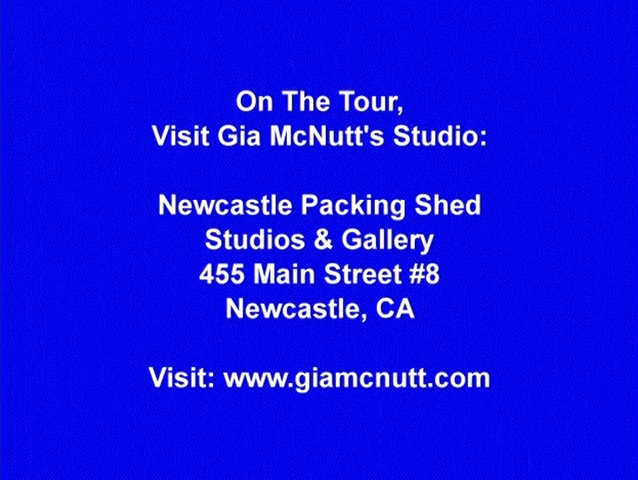 On The Tour,
Visit Gia McNutt's Studio:
Newcastle Packing Shed
Studios & Gallery
455 Main Street #8
Newcastle, CA
Visit: www.giamcnutt.com